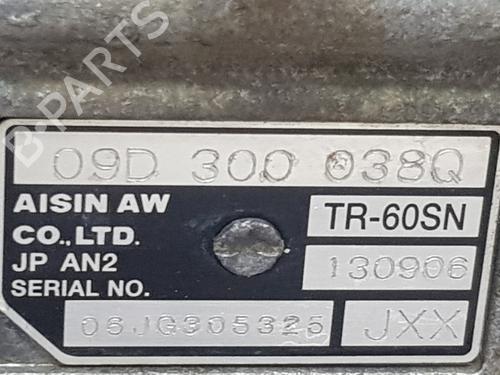 B-PARTS
09D 300 038Q
AISIN AW
CO.,LTD.
TR-60SN
JP AN2
130906
SERIAL NO.
06JG305325
JXX